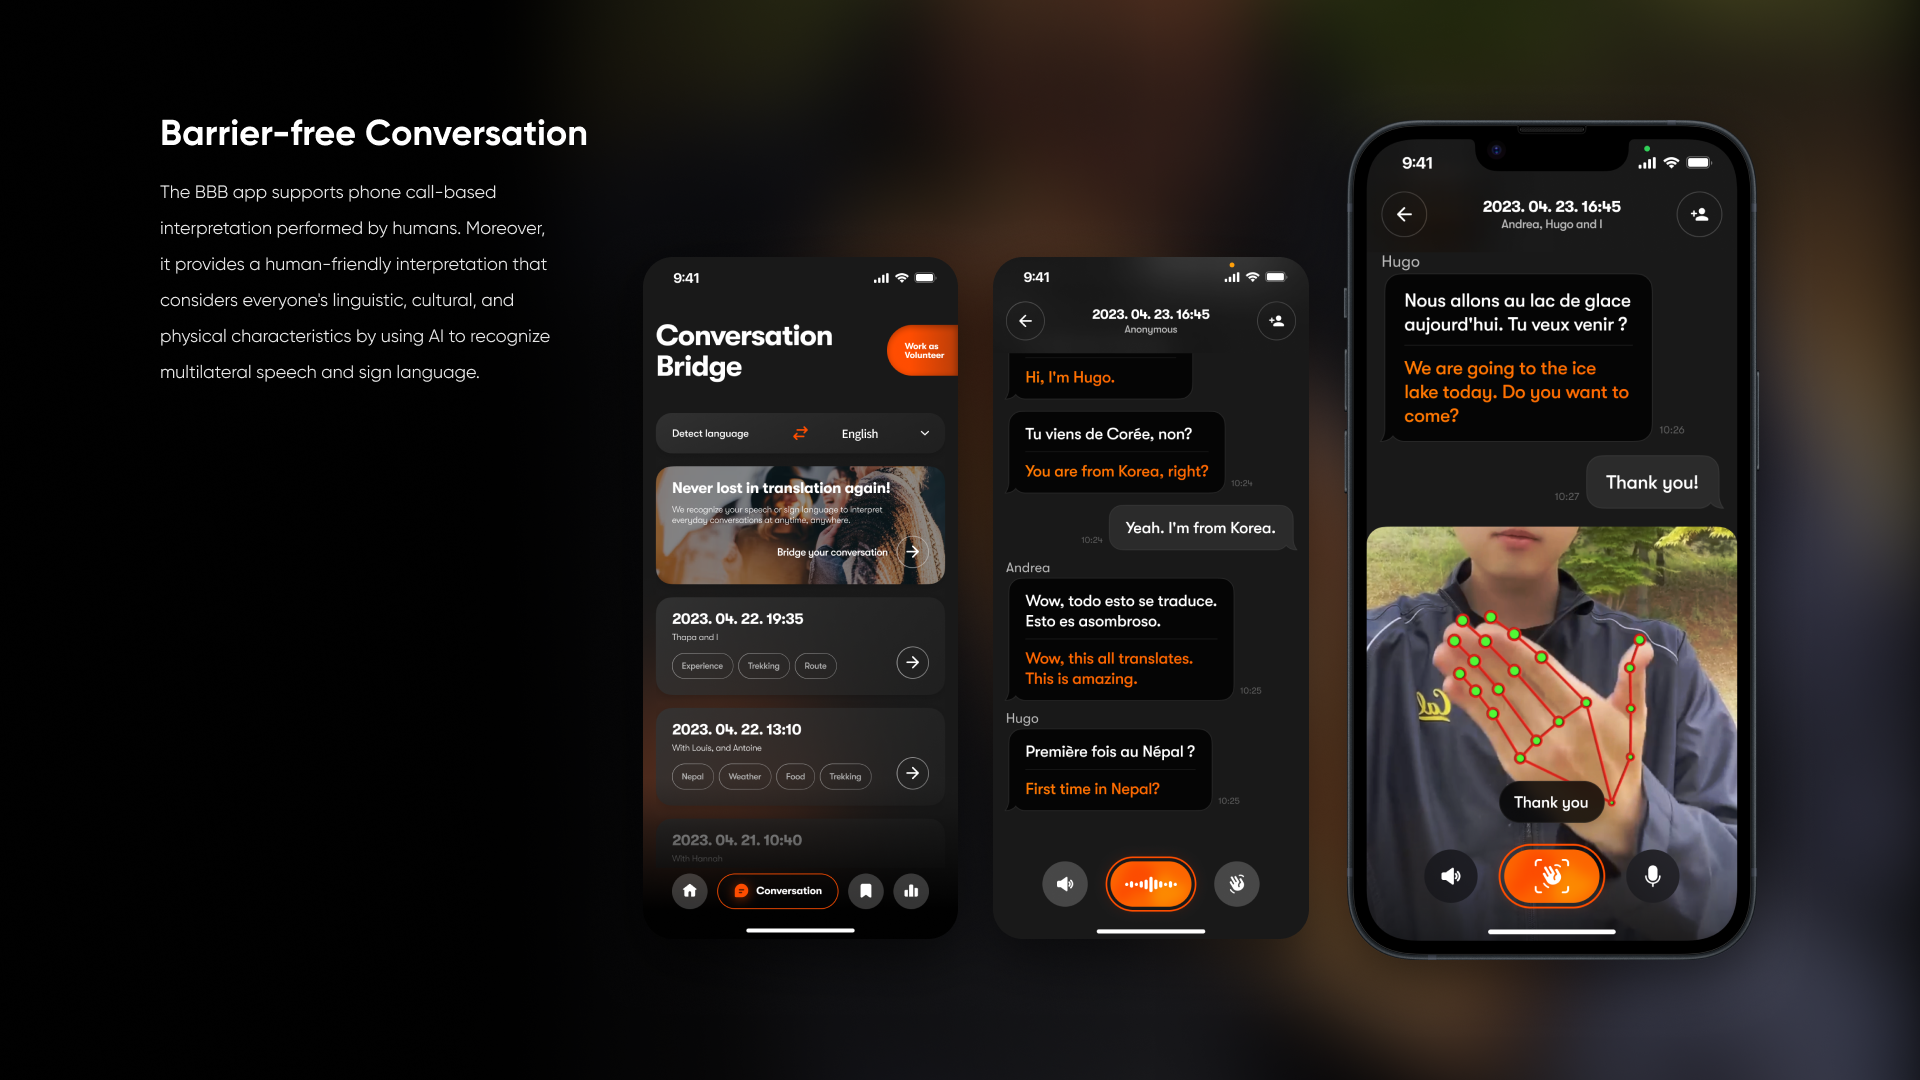 Barrier-free Conversation
The BBB app supports phone call-based
interpretation performed by humans. Moreover,
it provides a human-friendly interpretation that
considers everyone's linguistic, cultural, and
physical characteristics by using AI to recognize
multilateral speech and sign language.
9:41
Conversation
Bridge
Work as
Volunteer
Detect language
English
Never lost in translation again!
We recognize your speech or sign language to interpret
everyday conversations at anytime, anywhere.
Bridge your conversation
2023. 04. 22. 19:35
Thapa and I
Experience
Trekking
Route
2023. 04. 22. 13:10
With Louis, and Antoine
Nepal
Weather
Food
Trekking
2023. 04. 21. 10:40
With Hannah
Conversation
9:41
2023. 04. 23. 16:45
Anonymous
Hi, I'm Hugo.
Tu viens de Corée, non?
You are from Korea, right?
10:24
Yeah. I'm from Korea.
10:24
Andrea
Wow, todo esto se traduce.
Esto es asombroso.
Wow, this all translates.
This is amazing.
10:25
Hugo
Première fois au Népal ?
First time in Nepal?
10:25
9:41
2023. 04. 23. 16:45
Andrea, Hugo and I
Hugo
Nous allons au lac de glace
aujourd'hui. Tu veux venir ?
We are going to the ice
lake today. Do you want to
come?
10:26
Thank you!
10:27
Cal
Thank you